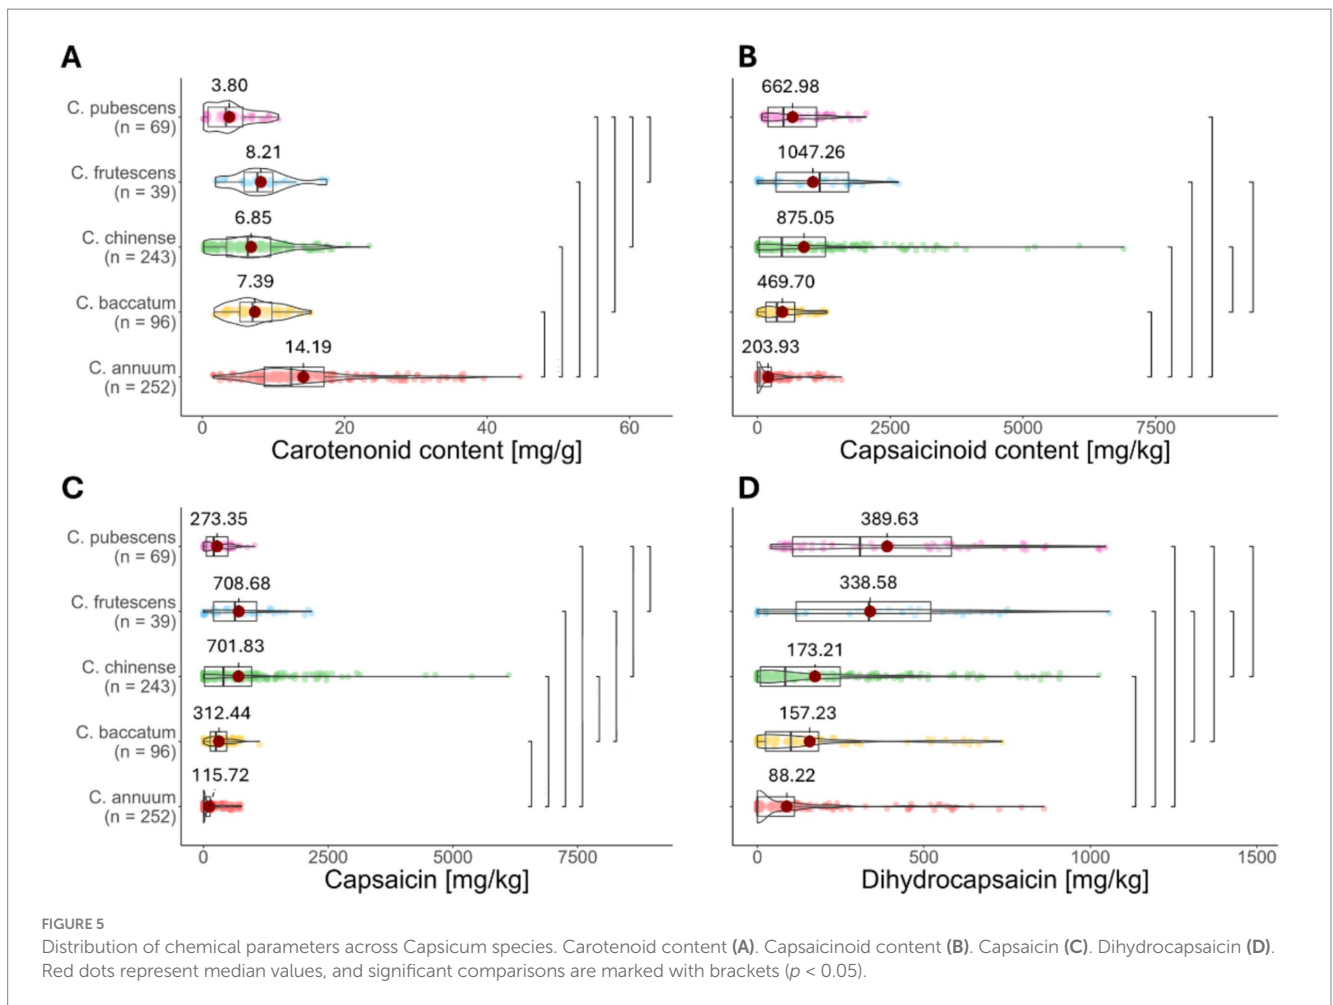 A
3.80
C. pubescens
(n = 69)
8.21
C. frutescens
(n = 39)
6.85
C. chinense
(n = 243)
7.39
C. baccatum
(n = 96)
14.19
C. annuum
(n = 252)
0 20 40 60
Carotenonid content [mg/g]
B
662.98
1047.26
875.05
469.70
203.93
0 2500 5000 7500
Capsaicinoid content [mg/kg]
C
273.35
C. pubescens
(n = 69)
708.68
C. frutescens
(n = 39)
701.83
C. chinense
(n = 243)
312.44
C. baccatum
(n = 96)
115.72
C. annuum
(n = 252)
0 2500 5000 7500
Capsaicin [mg/kg]
D
389.63
338.58
173.21
157.23
88.22
0 500 1000 1500
Dihydrocapsaicin [mg/kg]
FIGURE 5
Distribution of chemical parameters across Capsicum species. Carotenoid content (A). Capsaicinoid content (B). Capsaicin (C). Dihydrocapsaicin (D).
Red dots represent median values, and significant comparisons are marked with brackets (p < 0.05).